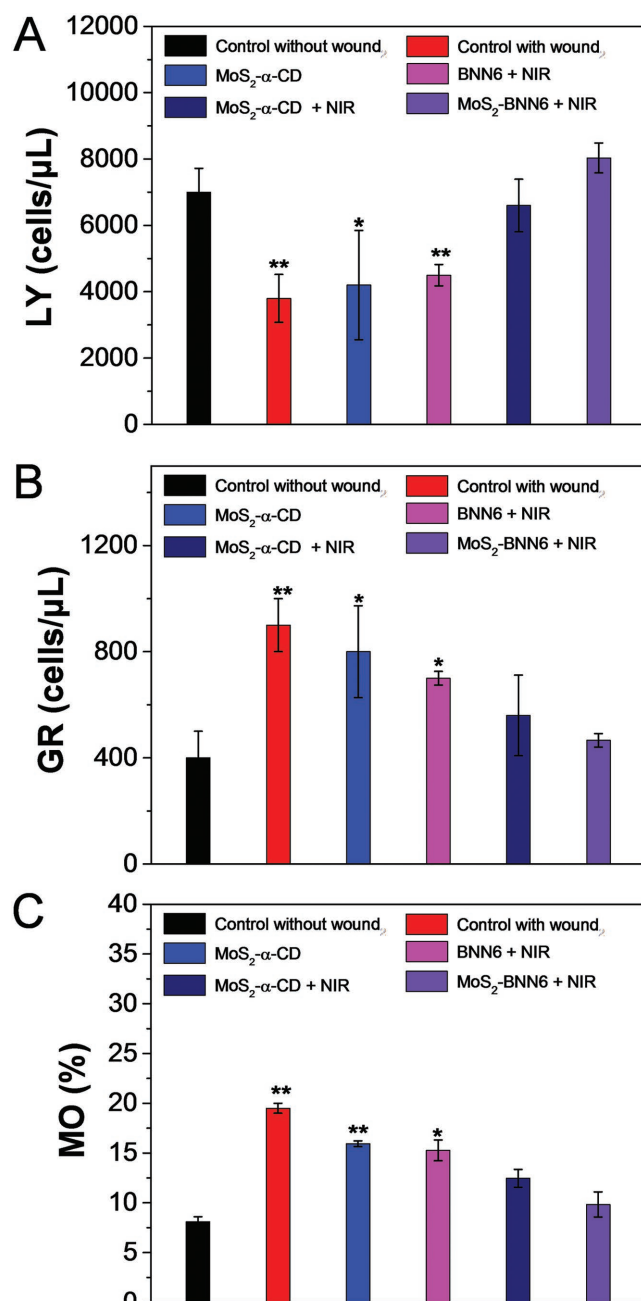 A
12000
10000
8000
6000
4000
2000
0
LY (cells/μL)
Control without wound
Control with wound
MoS2-α-CD
BNN6 + NIR
MoS2-α-CD + NIR
MoS2-BNN6 + NIR
**
*
**
B
1200
800
400
0
GR (cells/μL)
Control without wound
Control with wound
MoS2-α-CD
BNN6 + NIR
MoS2-α-CD + NIR
MoS2-BNN6 + NIR
**
*
*
C
40
35
30
25
20
15
10
5
0
MO (%)
Control without wound
Control with wound
MoS2-α-CD
BNN6 + NIR
MoS2-α-CD + NIR
MoS2-BNN6 + NIR
**
**
*